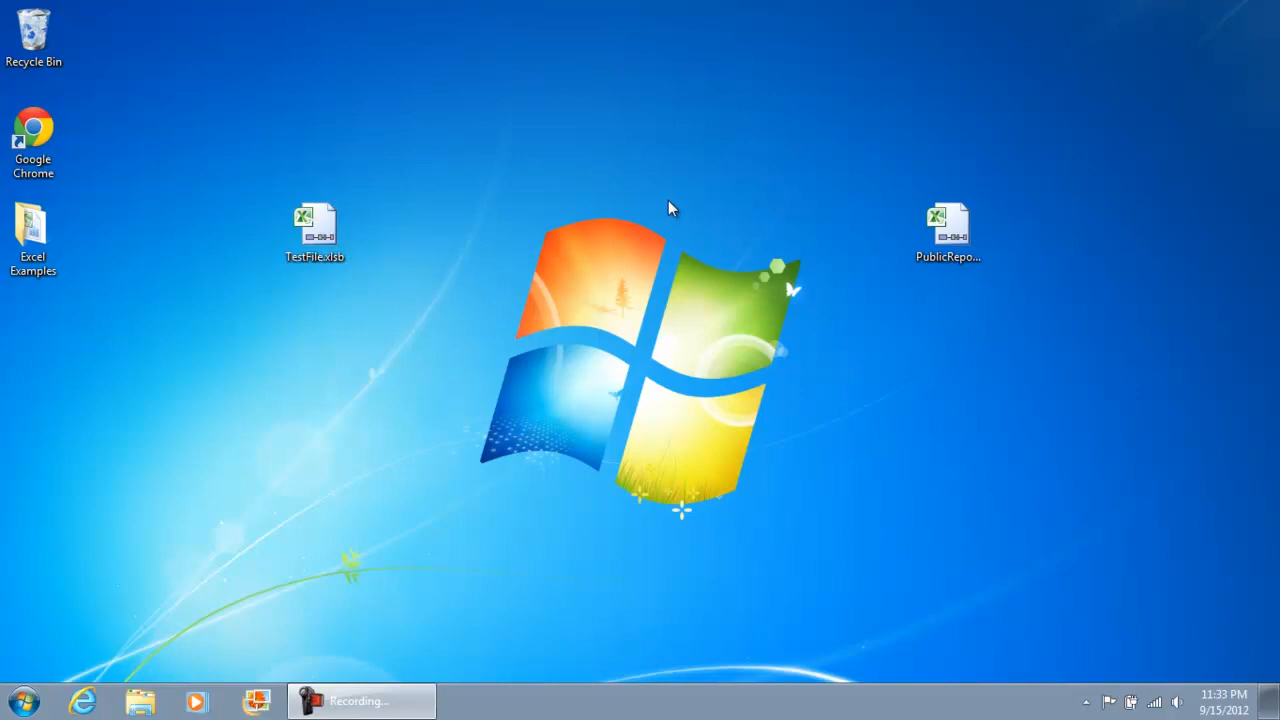 Recycle Bin
Google
Chrome
Excel
Examples
TestFile.xlsb
PublicRepo...
Recording...
11:33 PM
9/15/2012